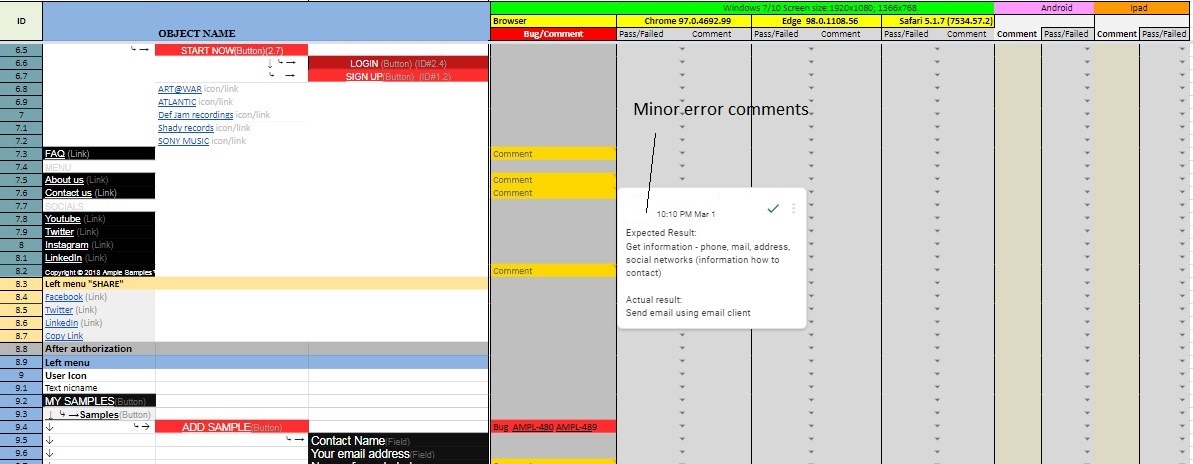 Windows 7/10 Screen size:1920x1080; 1366x768 Android Ipad
ID OBJECT NAME Browser Chrome 97.0.4692.99 Edge 98.0.1108.56 Safari 5.1.7 (7534.57.2)
Bug/Comment Pass/Failed Comment Pass/Failed Comment Pass/Failed Comment Comment Pass/Failed Comment Pass/Failed
6.5 START NOW(Button)(2.7)
6.6 LOGIN (Button) (ID#2.4)
6.7 SIGN UP(Button) (ID#1.2)
6.8 ART@WAR icon/link
6.9 ATLANTIC icon/link
7 Def Jam recordings icon/link
7.1 Shady records icon/link
7.2 SONY MUSIC icon/link
Minor error comments
7.3 FAQ (Link) Comment
7.4 MENU
7.5 About us (Link) Comment
7.6 Contact us (Link) Comment
7.7 SOCIALS
7.8 Youtube (Link)
7.9 Twitter (Link)
8 Instagram (Link)
8.1 LinkedIn (Link)
8.2 Copyright © 2018 Ample Samples Comment
10:10 PM Mar 1
Expected Result:
Get information - phone, mail, address,
social networks (information how to
contact)
Actual result:
Send email using email client
8.3 Left menu "SHARE"
8.4 Facebook (Link)
8.5 Twitter (Link)
8.6 LinkedIn (Link)
8.7 Copy Link
8.8 After authorization
8.9 Left menu
9 User Icon
9.1 Text nicname
9.2 MY SAMPLES(Button)
9.3 Samples(Button)
9.4 ADD SAMPLE(Button) Bug AMPL-480 AMPL-489
9.5 Contact Name(Field)
9.6 Your email address(Field)